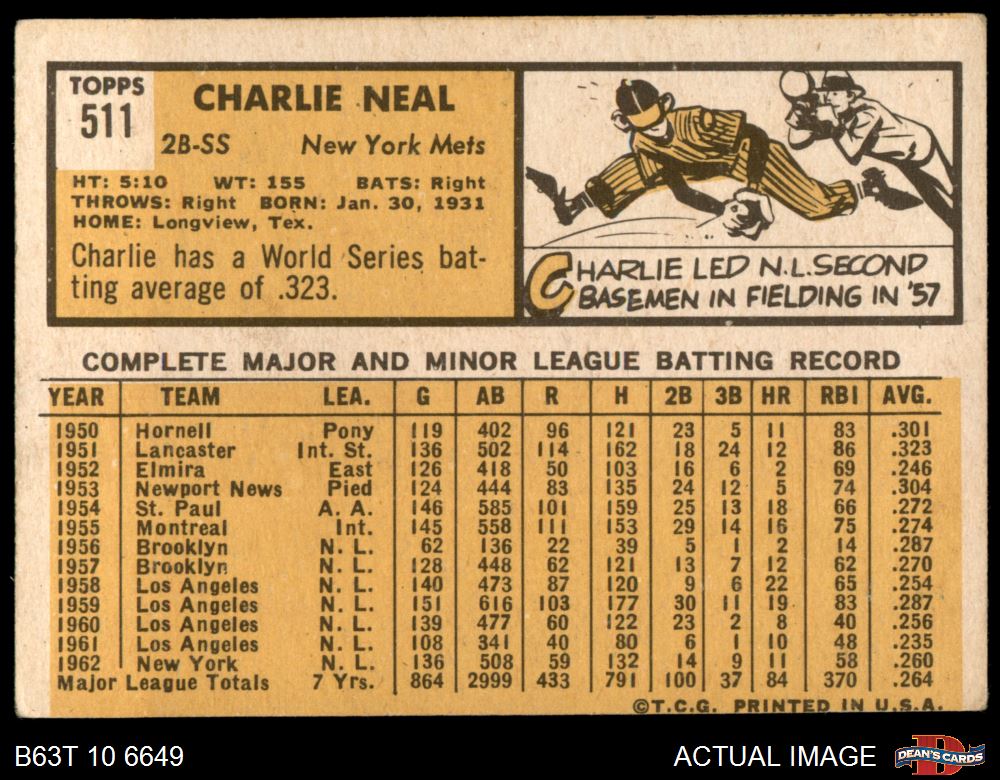 TOPPS
511
CHARLIE NEAL
2B-SS New York Mets
HT: 5:10 WT: 155 BATS: Right
THROWS: Right BORN: Jan. 30, 1931
HOME: Longview, Tex.
Charlie has a World Series bat-
ting average of .323.
CHARLIE LED N.L. SECOND
BASEMEN IN FIELDING IN '57
COMPLETE MAJOR AND MINOR LEAGUE BATTING RECORD
YEAR TEAM LEA. G AB R H 2B 3B HR RBI AVG.
1950 Hornell Pony 119 402 96 121 23 5 11 83 .301
1951 Lancaster Int. St. 136 502 114 162 18 24 12 86 .323
1952 Elmira East 126 418 50 103 16 6 2 69 .246
1953 Newport News Pied 124 444 83 135 24 12 5 74 .304
1954 St. Paul A. A. 146 585 101 159 25 13 18 66 .272
1955 Montreal Int. 145 558 111 153 29 14 16 75 .274
1956 Brooklyn N. L. 62 136 22 39 5 1 2 14 .287
1957 Brooklyn N. L. 128 448 62 121 13 7 12 62 .270
1958 Los Angeles N. L. 140 473 87 120 9 6 22 65 .254
1959 Los Angeles N. L. 151 616 103 177 30 11 19 83 .287
1960 Los Angeles N. L. 139 477 60 122 23 2 8 40 .256
1961 Los Angeles N. L. 108 341 40 80 6 1 10 48 .235
1962 New York N. L. 136 508 59 132 14 9 11 58 .260
Major League Totals 7 Yrs. 864 2999 433 791 100 37 84 370 .264
©T.C.G. PRINTED IN U.S.A.
B63T 10 6649
ACTUAL IMAGE
DEAN'S CARDS